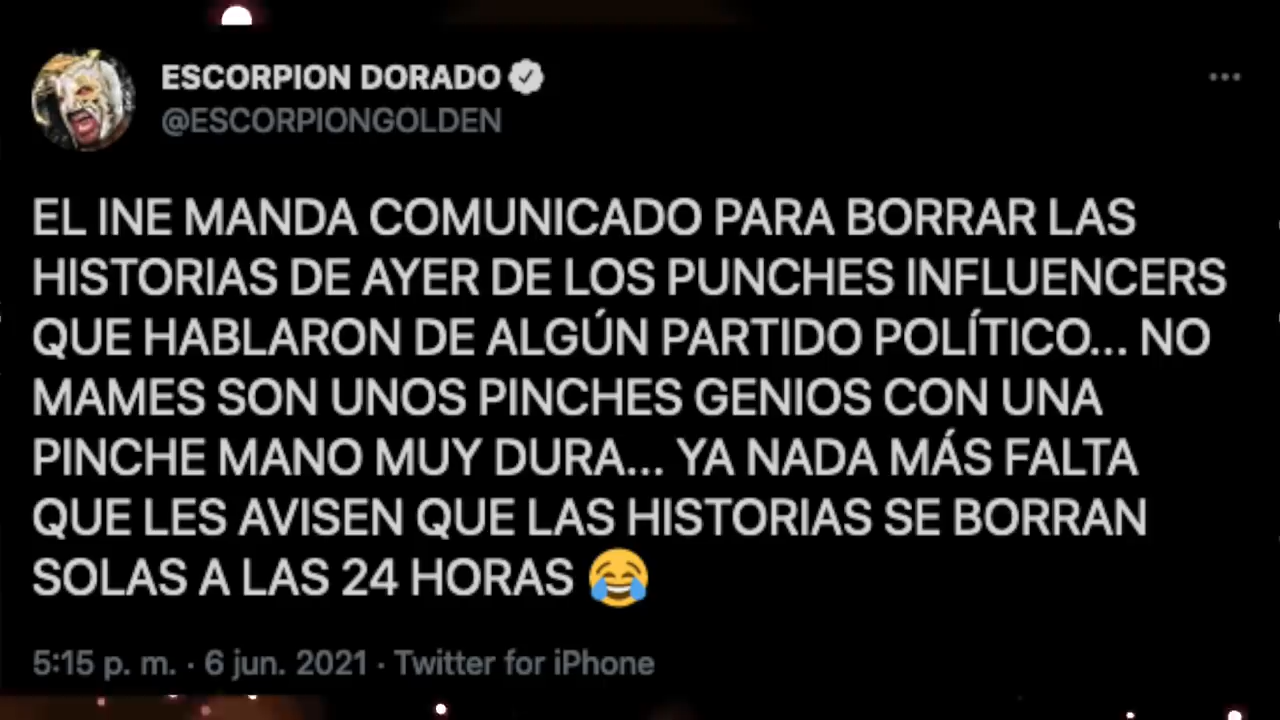 ESCORPION DORADO
@ESCORPIONGOLDEN
EL INE MANDA COMUNICADO PARA BORRAR LAS
HISTORIAS DE AYER DE LOS PUNCHES INFLUENCERS
QUE HABLARON DE ALGÚN PARTIDO POLÍTICO... NO
MAMES SON UNOS PINCHES GENIOS CON UNA
PINCHE MANO MUY DURA... YA NADA MÁS FALTA
QUE LES AVISEN QUE LAS HISTORIAS SE BORRAN
SOLAS A LAS 24 HORAS 😂
5:15 p. m. · 6 jun. 2021 · Twitter for iPhone